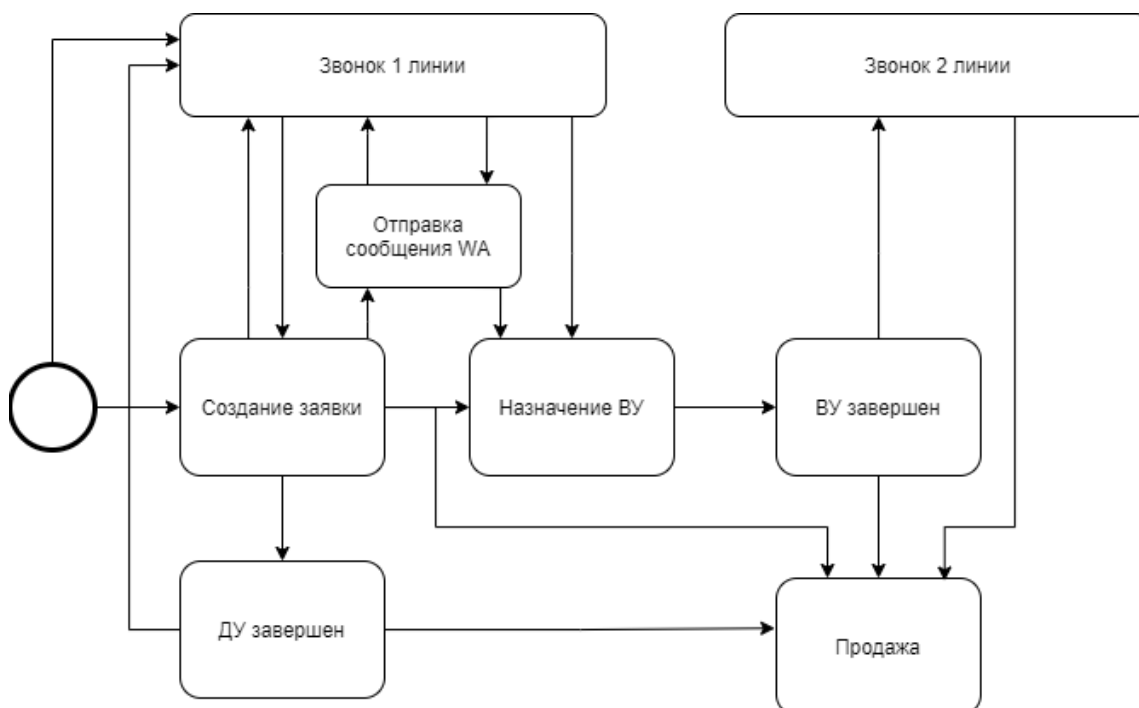 Звонок 1 линии
Звонок 2 линии
Отправка
сообщения WA
Создание заявки
Назначение ВУ
ВУ завершен
ДУ завершен
Продажа